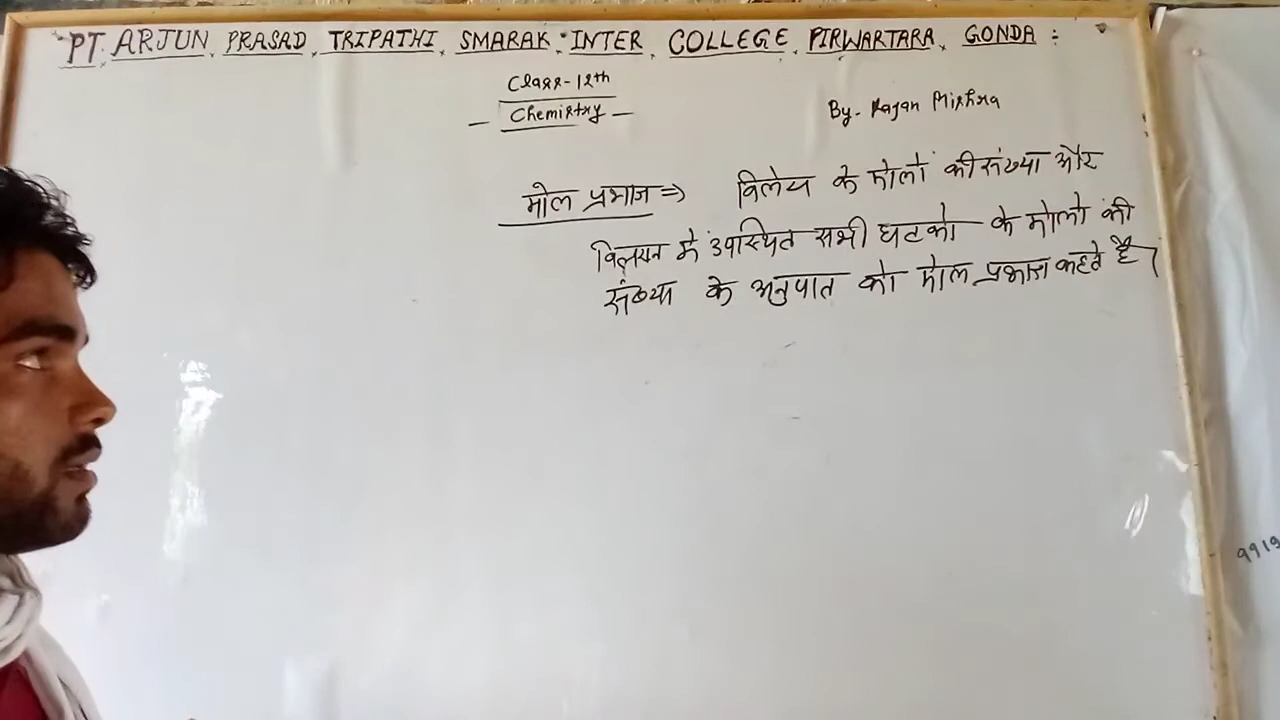 PT. ARJUN PRASAD TRIPATHI SMARAK INTER COLLEGE PIRWARTARA, GONDA :
Class-12th
Chemistry
By- Rajan Mishra
मोल प्रभाज ⇒ विलेय के मोलों की संख्या और
विलयन में उपस्थित सभी घटको के मोलो की
संख्या के अनुपात को मोल प्रभाज कहते है।
9919